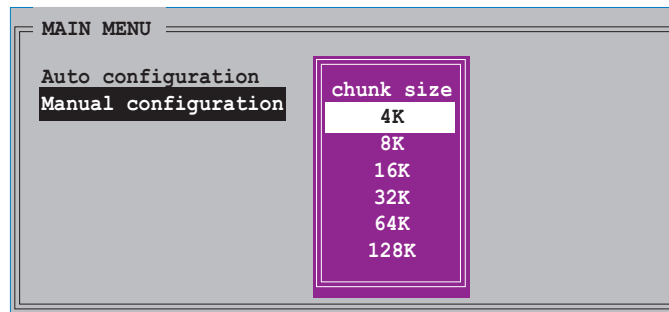 MAIN MENU
Auto configuration
Manual configuration
chunk size
4K
8K
16K
32K
64K
128K